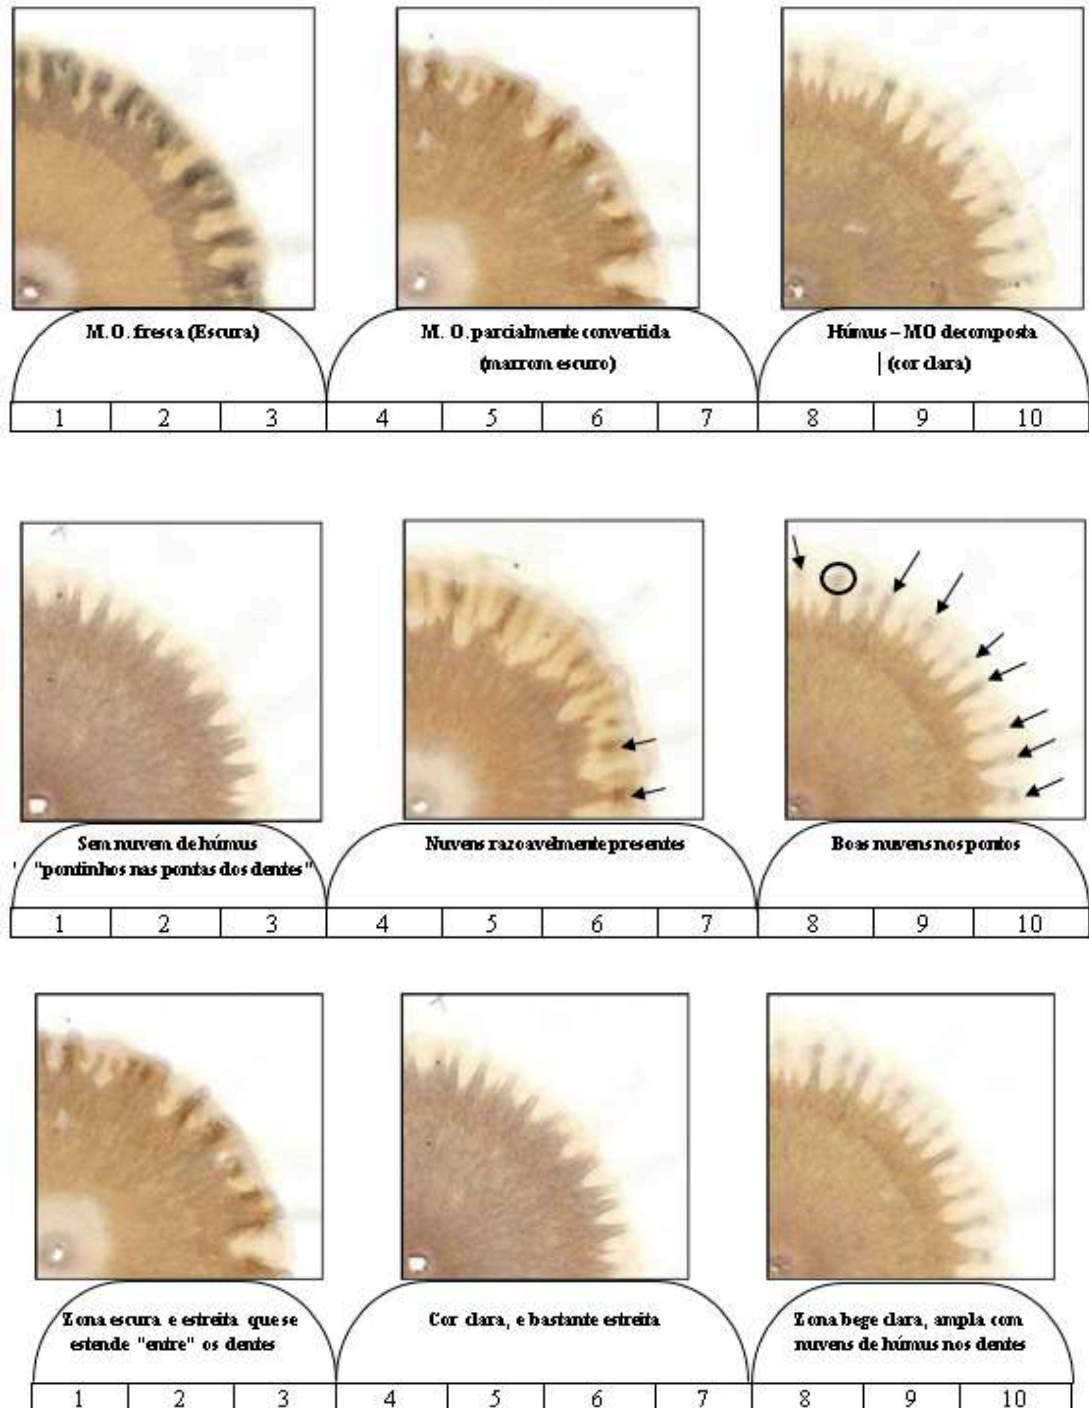 M. O. fresca (Escura)
M. O. parcialmente convertida
(marrom escuro)
Húmus – MO decomposta
(cor clara)
1 2 3 4 5 6 7 8 9 10
Sem nuvem de húmus
"pontinhos nas pontas dos dentes"
Nuvens razoavelmente presentes
Boas nuvens nos pontos
1 2 3 4 5 6 7 8 9 10
Zona escura e estreita que se
estende "entre" os dentes
Cor clara, e bastante estreita
Zona bege clara, ampla com
nuvens de húmus nos dentes
1 2 3 4 5 6 7 8 9 10